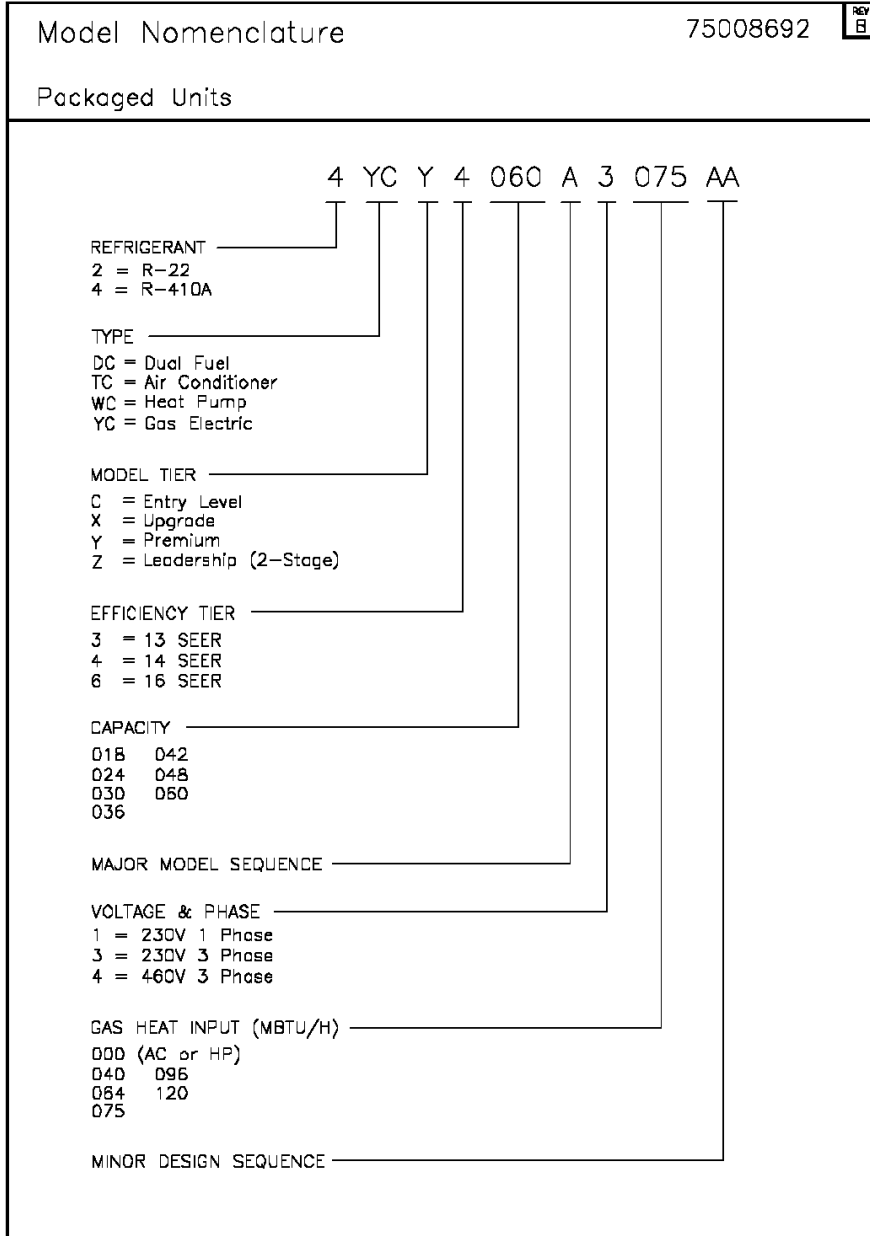 Model Nomenclature 75008692 REV B
Packaged Units
4 YC Y 4 060 A 3 075 AA
REFRIGERANT
2 = R-22
4 = R-410A
TYPE
DC = Dual Fuel
TC = Air Conditioner
WC = Heat Pump
YC = Gas Electric
MODEL TIER
C = Entry Level
X = Upgrade
Y = Premium
Z = Leadership (2-Stage)
EFFICIENCY TIER
3 = 13 SEER
4 = 14 SEER
6 = 16 SEER
CAPACITY
018 042
024 048
030 060
036
MAJOR MODEL SEQUENCE
VOLTAGE & PHASE
1 = 230V 1 Phase
3 = 230V 3 Phase
4 = 460V 3 Phase
GAS HEAT INPUT (MBTU/H)
000 (AC or HP)
040 096
064 120
075
MINOR DESIGN SEQUENCE